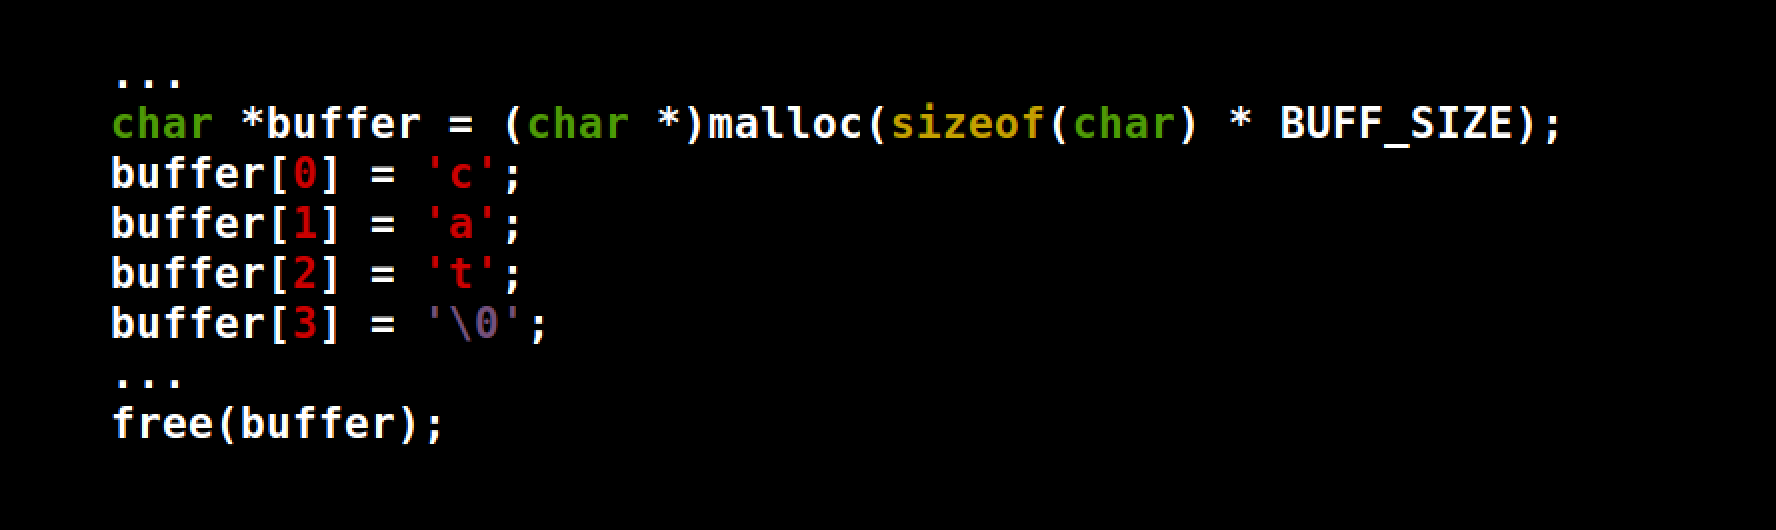 ...
char *buffer = (char *)malloc(sizeof(char) * BUFF_SIZE);
buffer[0] = 'c';
buffer[1] = 'a';
buffer[2] = 't';
buffer[3] = '\0';
...
free(buffer);